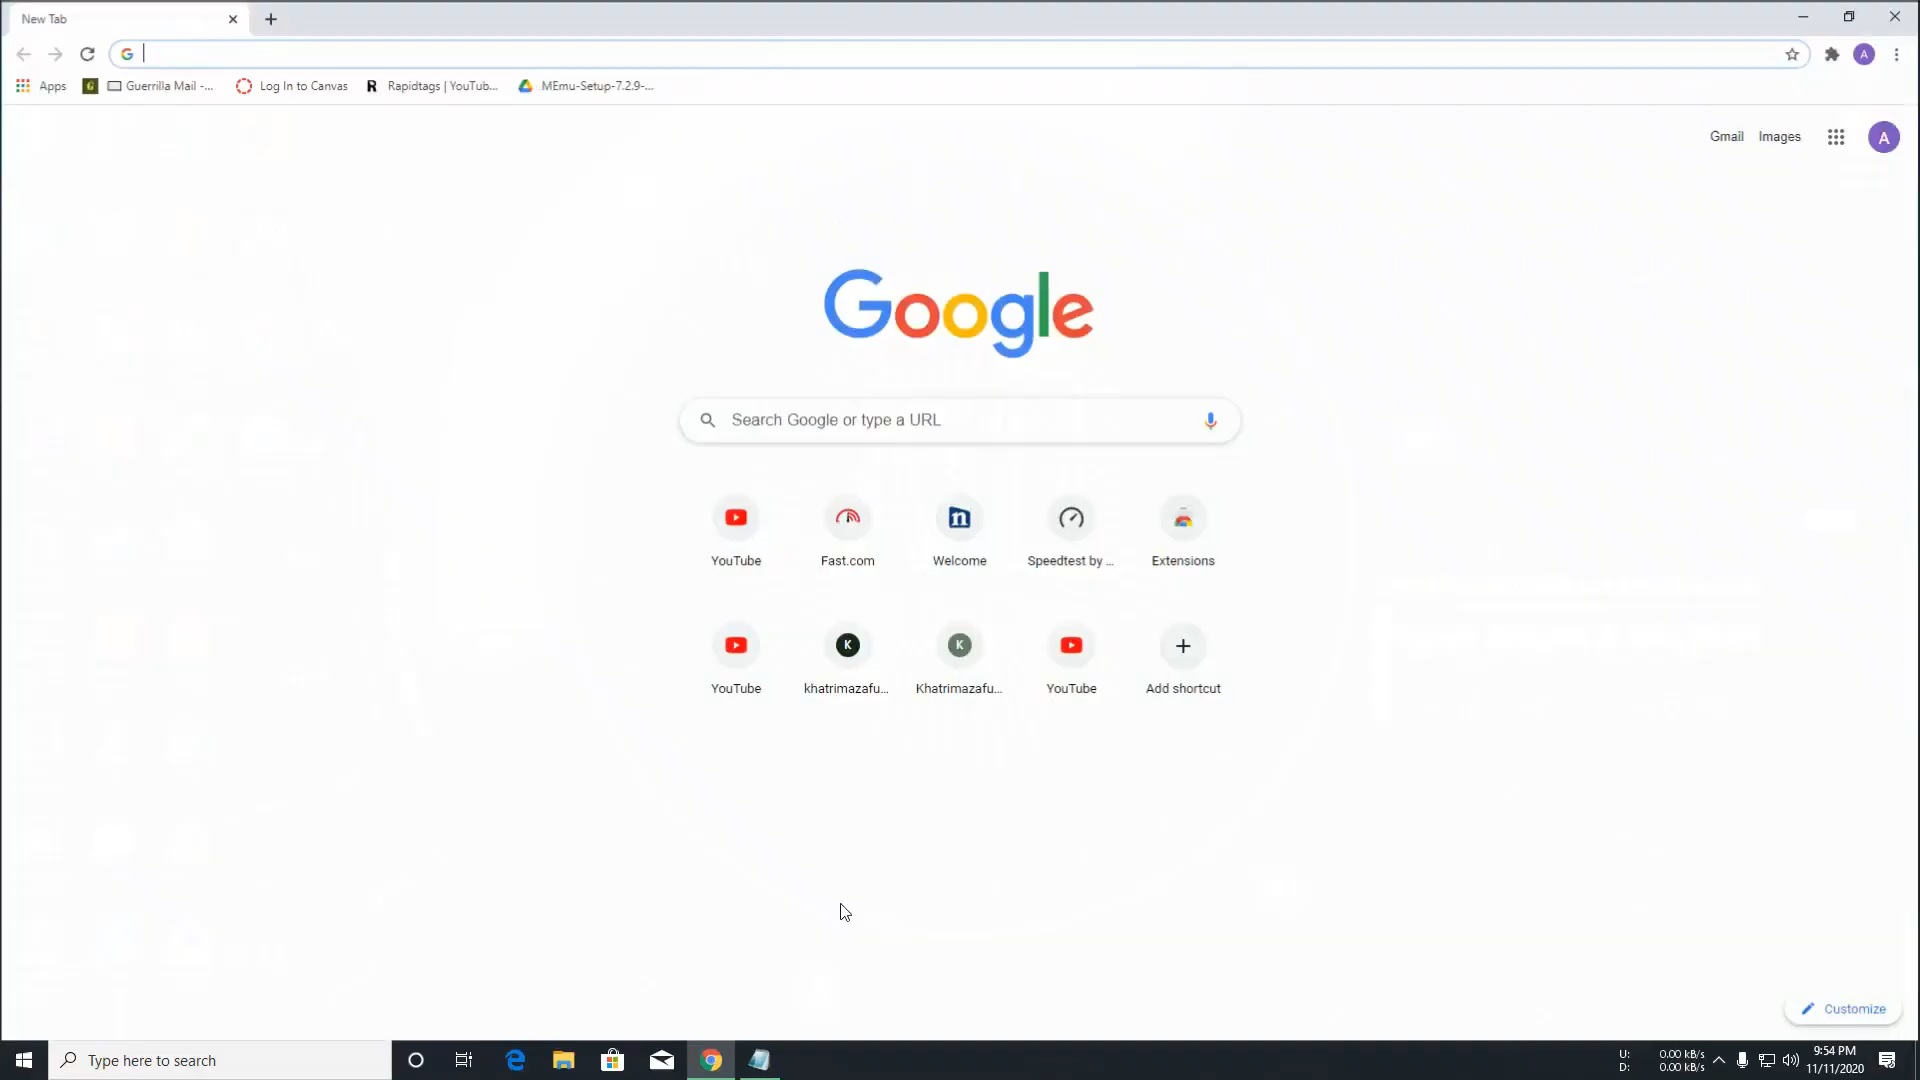 New Tab
Apps Guerrilla Mail -... Log In to Canvas R Rapidtags | YouTub... MEmu-Setup-7.2.9-...
A
Gmail Images A
Google
Search Google or type a URL
n
YouTube Fast.com Welcome Speedtest by ... Extensions
K K
YouTube khatrimazafu... Khatrimazafu... YouTube Add shortcut
Customize
Type here to search
U: 0.00 kB/s
D: 0.00 kB/s
9:54 PM
11/11/2020